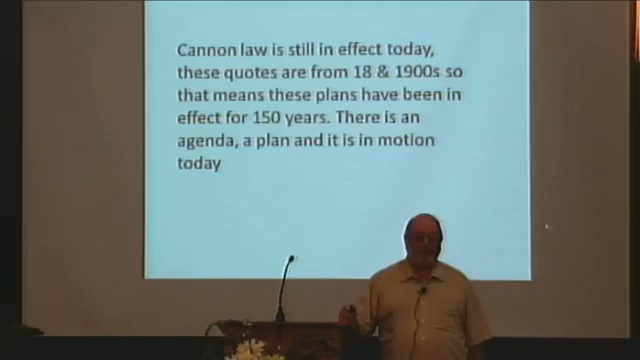 Cannon law is still in effect today,
these quotes are from 18 & 1900s so
that means these plans have been in
effect for 150 years. There is an
agenda, a plan and it is in motion
today